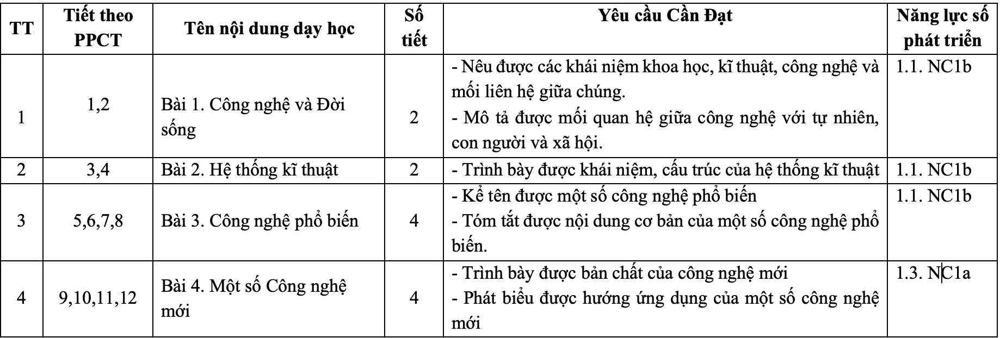 TT
Tiết theo
PPCT
Tên nội dung dạy học
Số
tiết
Yêu cầu Cần Đạt
Năng lực số
phát triển
1
1,2
Bài 1. Công nghệ và Đời
sống
2
- Nêu được các khái niệm khoa học, kĩ thuật, công nghệ và
mối liên hệ giữa chúng.
- Mô tả được mối quan hệ giữa công nghệ với tự nhiên,
con người và xã hội.
1.1. NC1b
2
3,4
Bài 2. Hệ thống kĩ thuật
2
- Trình bày được khái niệm, cấu trúc của hệ thống kĩ thuật
1.1. NC1b
3
5,6,7,8
Bài 3. Công nghệ phổ biến
4
- Kể tên được một số công nghệ phổ biến
- Tóm tắt được nội dung cơ bản của một số công nghệ phổ
biến.
1.1. NC1b
4
9,10,11,12
Bài 4. Một số Công nghệ
mới
4
- Trình bày được bản chất của công nghệ mới
- Phát biểu được hướng ứng dụng của một số công nghệ
mới
1.3. NC1a